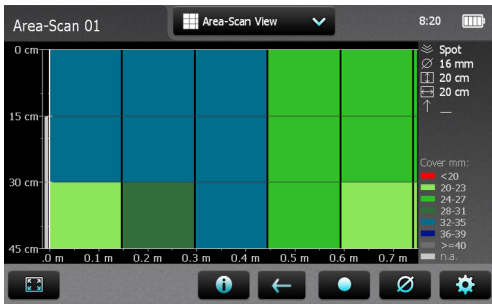 Area-Scan 01
Area-Scan View
8:20
0 cm
15 cm
30 cm
45 cm
.0 m 0.1 m 0.2 m 0.3 m 0.4 m 0.5 m 0.6 m 0.7 m
Spot
16 mm
20 cm
20 cm
__
Cover mm:
<20
20-23
24-27
28-31
32-35
36-39
>=40
n.a.